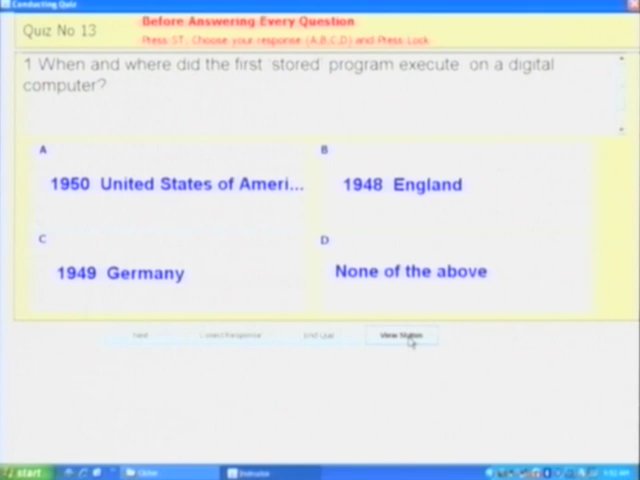 Conducting Quiz
Quiz No 13
Before Answering Every Question
Press ST, Choose your response (A,B,C,D) and Press Lock
1 When and where did the first 'stored' program execute on a digital
computer?
A
1950 United States of Ameri...
B
1948 England
C
1949 Germany
D
None of the above
Next
End Quiz
View Status
start